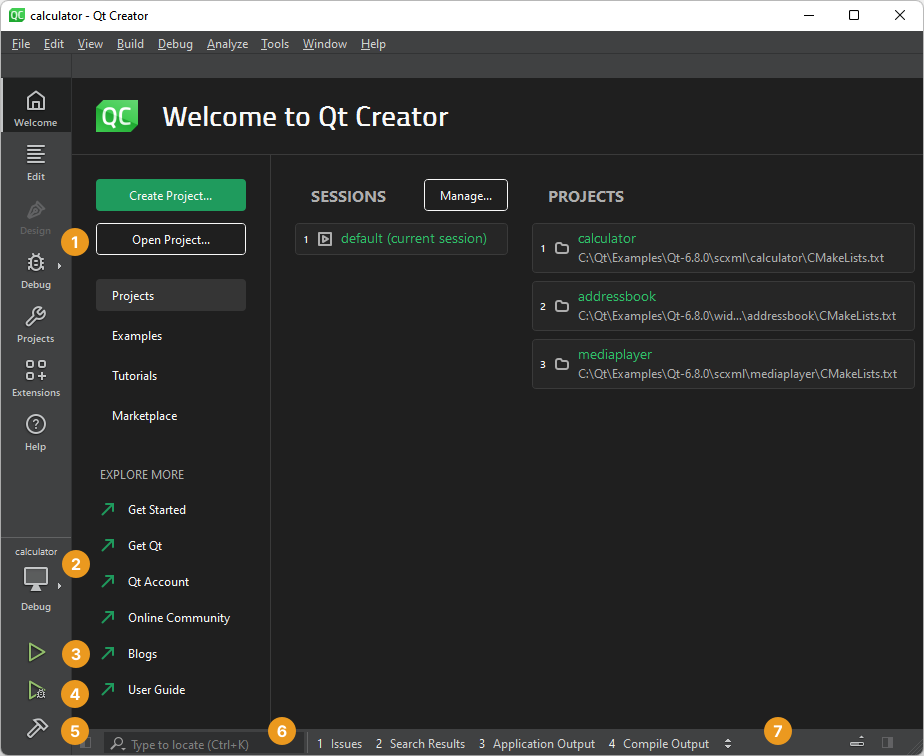 QC calculator - Qt Creator
File Edit View Build Debug Analyze Tools Window Help
Welcome
Edit
Design
Debug
Projects
Extensions
?
Help
calculator
Debug
QC Welcome to Qt Creator
Create Project...
Open Project...
Projects
Examples
Tutorials
Marketplace
EXPLORE MORE
Get Started
Get Qt
Qt Account
Online Community
Blogs
User Guide
SESSIONS Manage...
1 default (current session)
PROJECTS
1 calculator
C:\Qt\Examples\Qt-6.8.0\scxml\calculator\CMakeLists.txt
2 addressbook
C:\Qt\Examples\Qt-6.8.0\wid...\addressbook\CMakeLists.txt
3 mediaplayer
C:\Qt\Examples\Qt-6.8.0\scxml\mediaplayer\CMakeLists.txt
1
2
3
4
5
6
7
Type to locate (Ctrl+K) 1 Issues 2 Search Results 3 Application Output 4 Compile Output